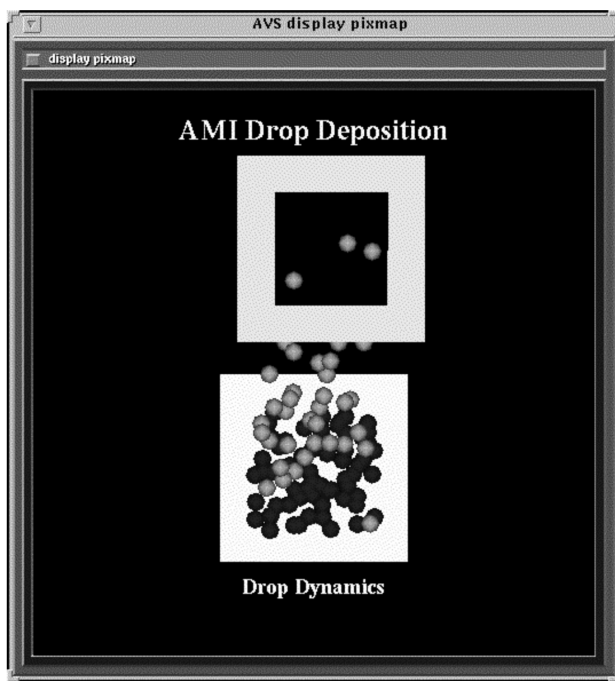 AVS display pixmap
display pixmap
AMI Drop Deposition
Drop Dynamics